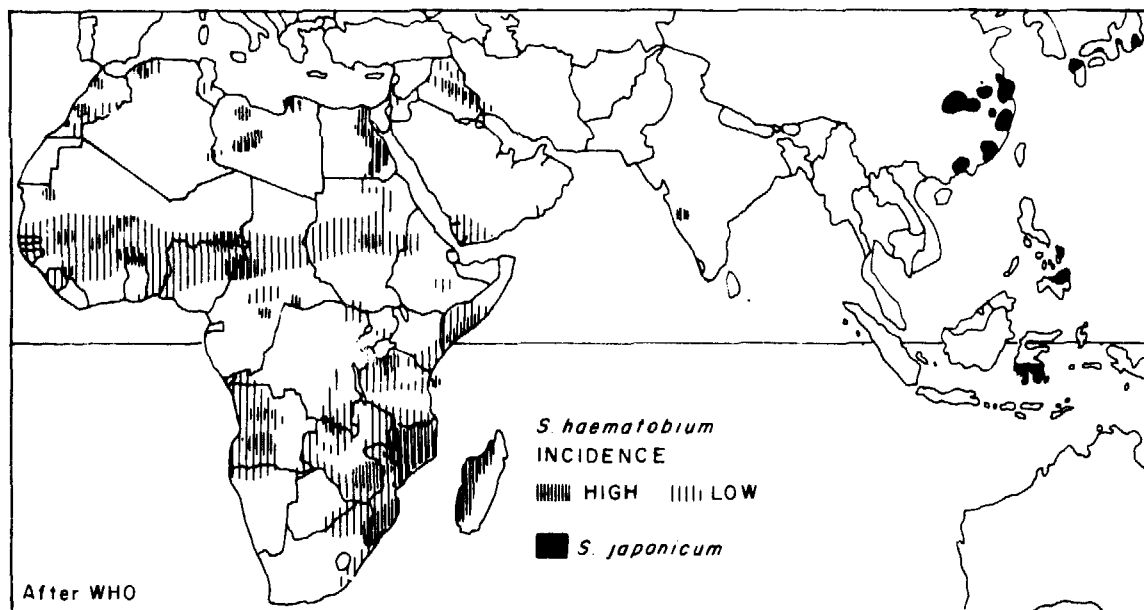 S. haematobium
INCIDENCE
HIGH LOW
S. japonicum
After WHO